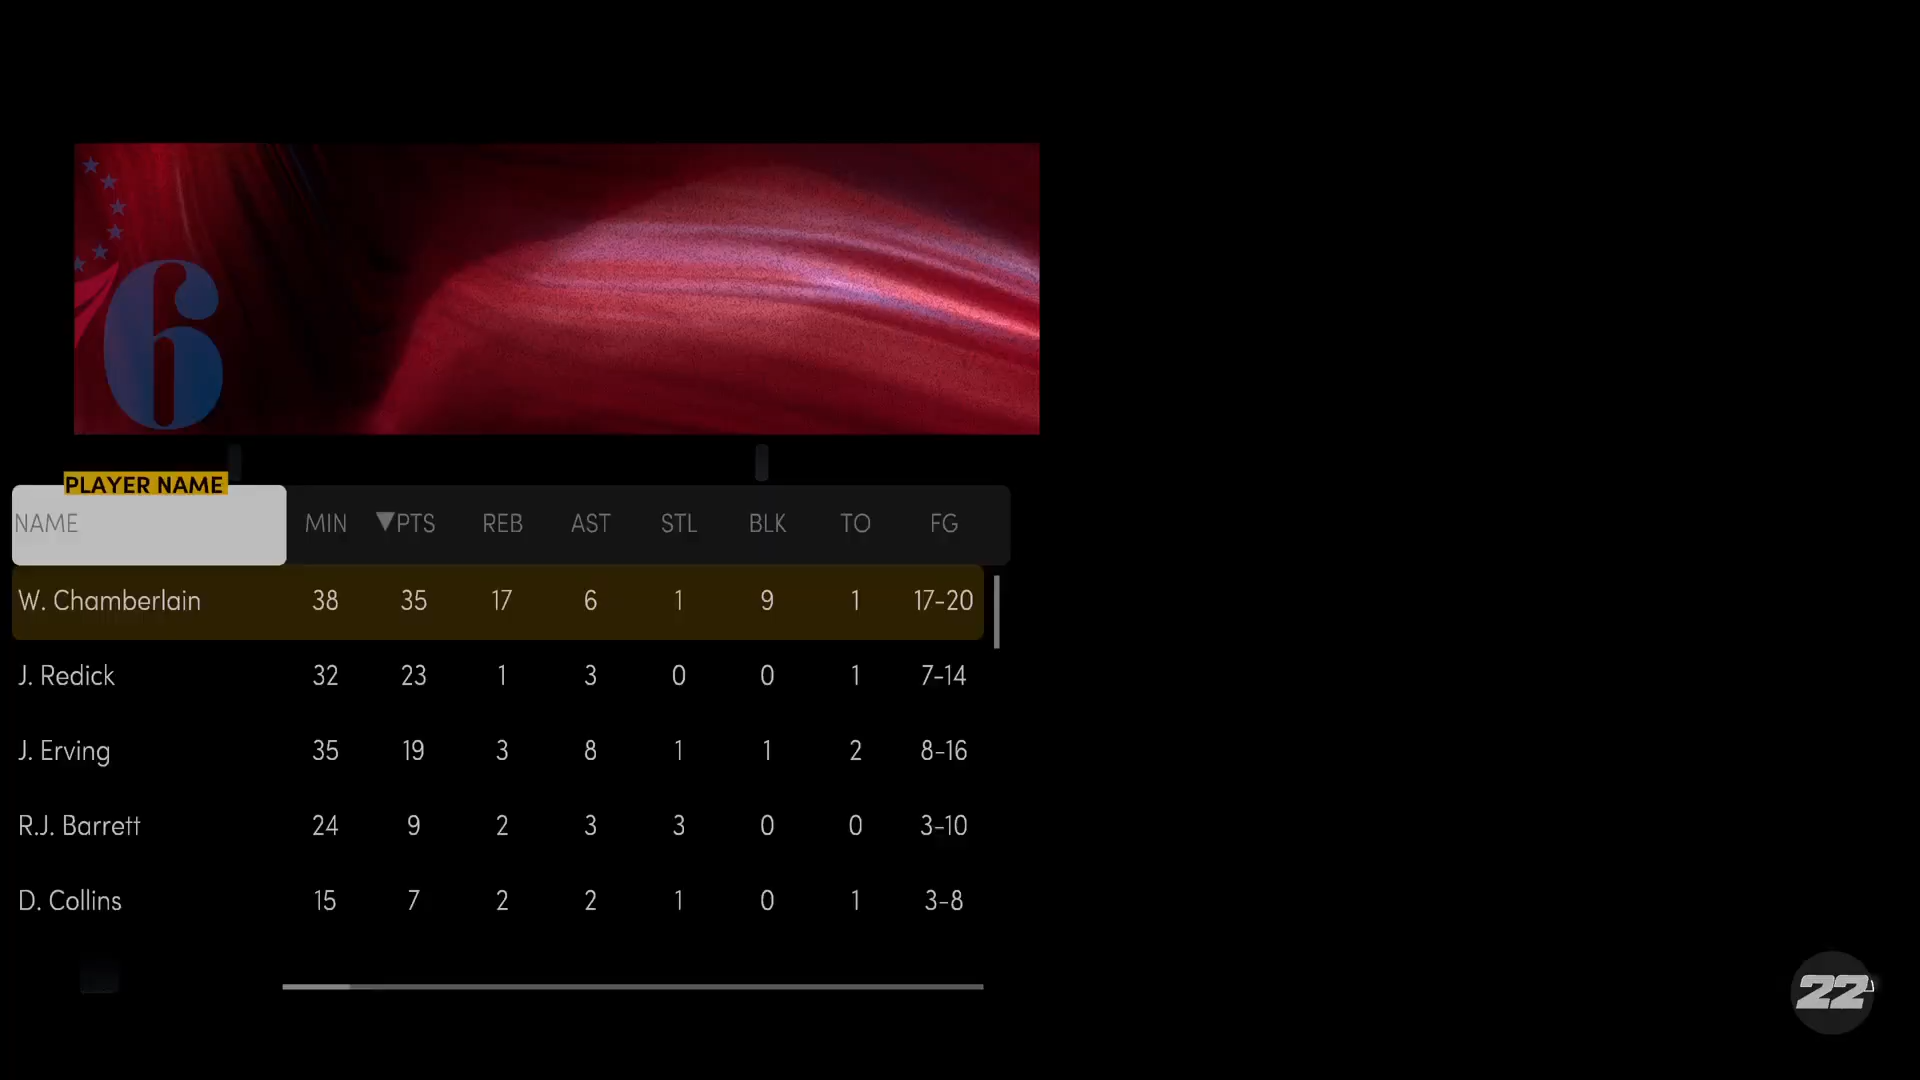 6
PLAYER NAME
NAME MIN ▼PTS REB AST STL BLK TO FG
W. Chamberlain 38 35 17 6 1 9 1 17-20
J. Redick 32 23 1 3 0 0 1 7-14
J. Erving 35 19 3 8 1 1 2 8-16
R.J. Barrett 24 9 2 3 3 0 0 3-10
D. Collins 15 7 2 2 1 0 1 3-8
22